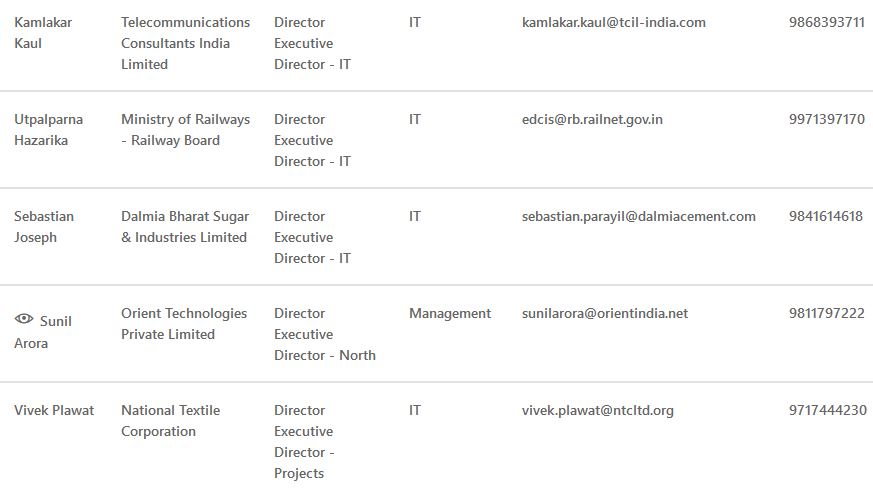 Kamlakar Telecommunications Director IT kamlakar.kaul@tcil-india.com 9868393711
Kaul Consultants India Executive
Limited Director - IT
Utpalparna Ministry of Railways Director IT edcis@rb.railnet.gov.in 9971397170
Hazarika - Railway Board Executive
Director - IT
Sebastian Dalmia Bharat Sugar Director IT sebastian.parayil@dalmiacement.com 9841614618
Joseph & Industries Limited Executive
Director - IT
Sunil Orient Technologies Director Management sunilarora@orientindia.net 9811797222
Arora Private Limited Executive
Director - North
Vivek Plawat National Textile Director IT vivek.plawat@ntcltd.org 9717444230
Corporation Executive
Director -
Projects